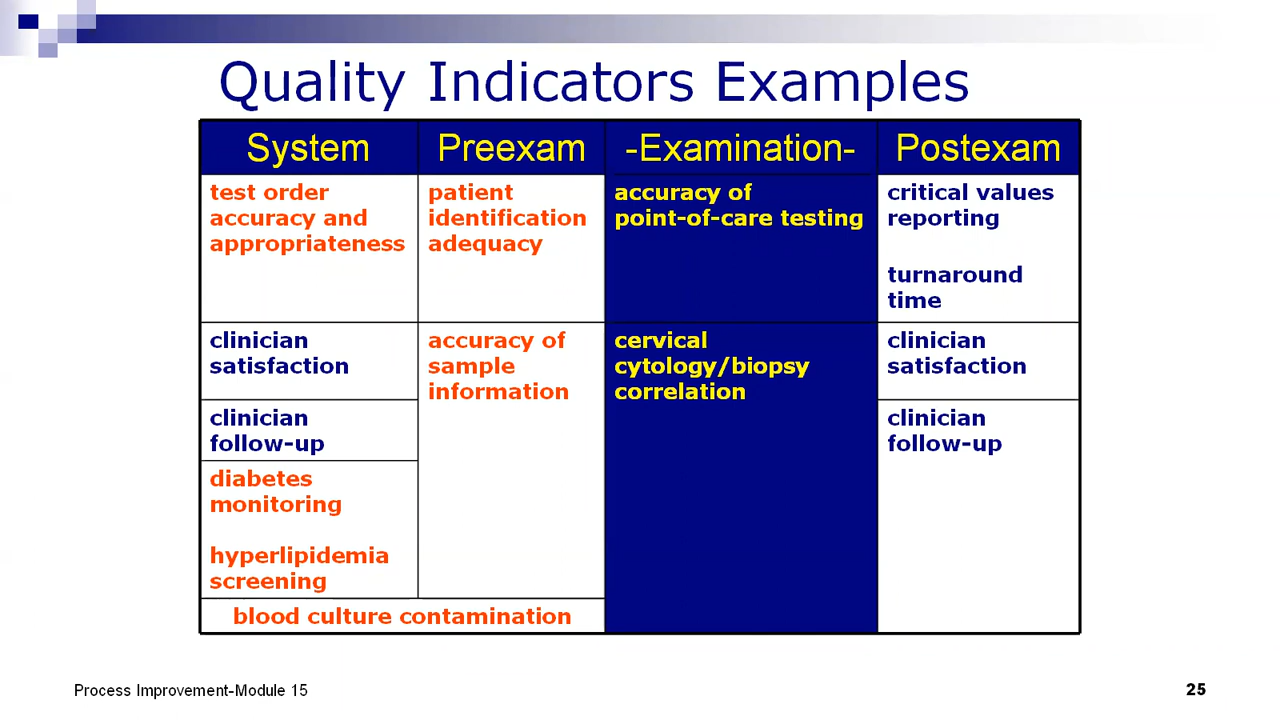 Quality Indicators Examples
System
Preexam
-Examination-
Postexam
test order
accuracy and
appropriateness
patient
identification
adequacy
accuracy of
point-of-care testing
critical values
reporting
turnaround
time
clinician
satisfaction
accuracy of
sample
information
cervical
cytology/biopsy
correlation
clinician
satisfaction
clinician
follow-up
clinician
follow-up
diabetes
monitoring
hyperlipidemia
screening
blood culture contamination
Process Improvement-Module 15
25